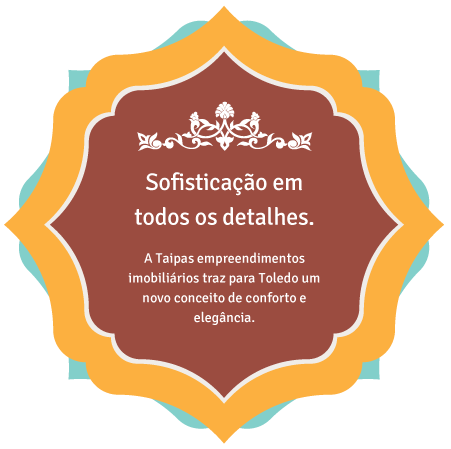 Sofisticação em
todos os detalhes.
A Taipas empreendimentos
imobiliários traz para Toledo um
novo conceito de conforto e
elegância.